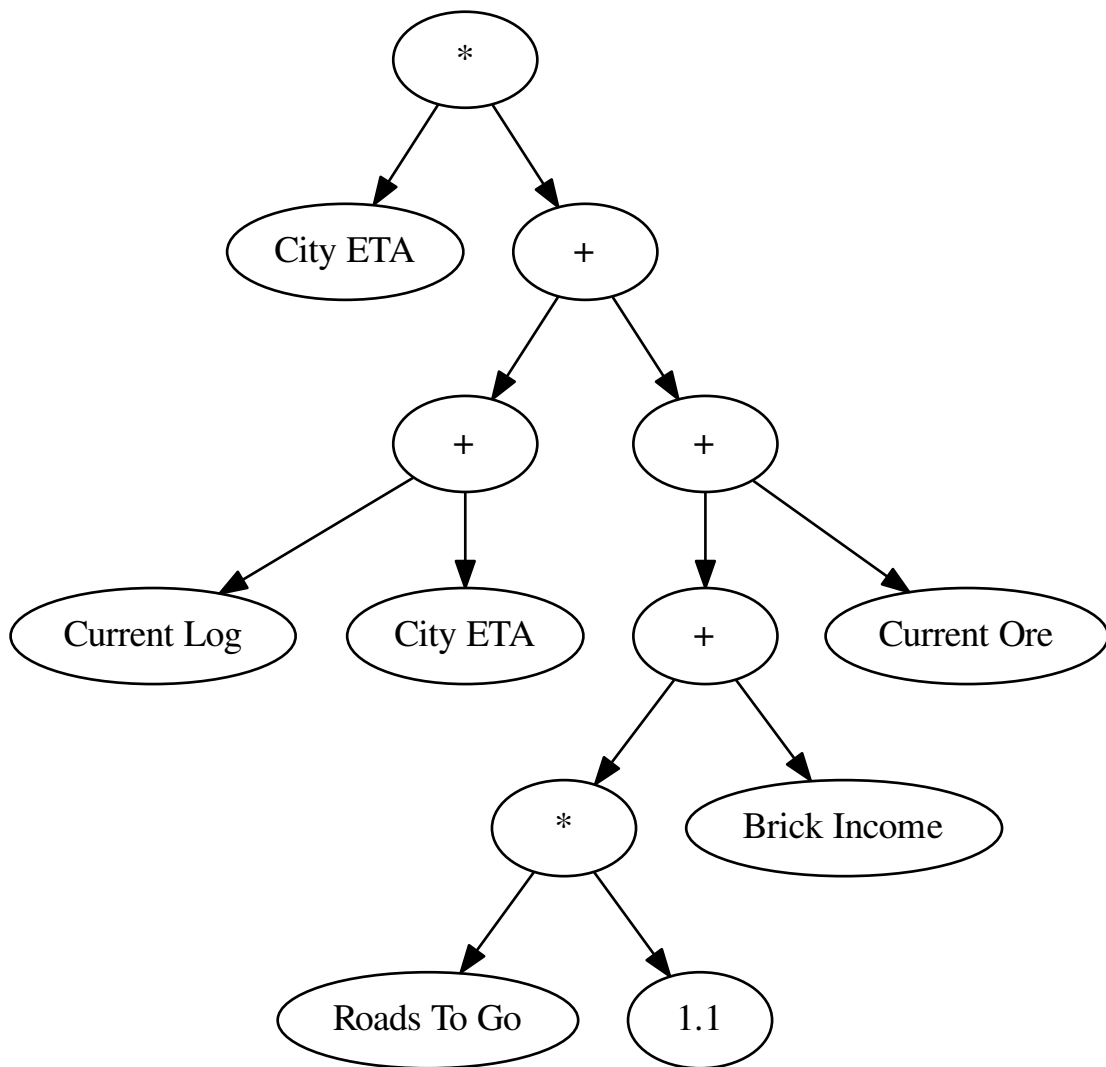 *
City ETA
+
+
+
Current Log
City ETA
+
Current Ore
*
Brick Income
Roads To Go
1.1